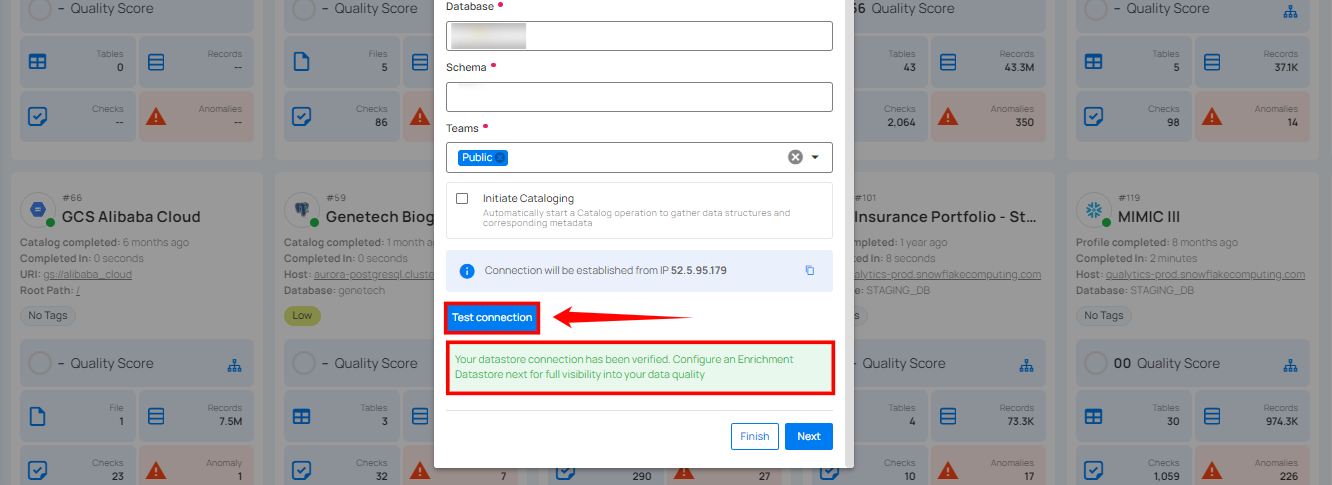 – Quality Score
Tables
0
Records
--
Checks
--
Anomalies
--
– Quality Score
Files
5
Records
Checks
86
Database
Schema
Teams
Public
Initiate Cataloging
Automatically start a Catalog operation to gather data structures and
corresponding metadata
Connection will be established from IP 52.5.95.179
Test connection
Your datastore connection has been verified. Configure an Enrichment
Datastore next for full visibility into your data quality
Finish
Next
Quality Score
Tables
43
Records
43.3M
Checks
2,064
Anomalies
350
– Quality Score
Tables
5
Records
37.1K
Checks
98
Anomalies
14
#66
GCS Alibaba Cloud
Catalog completed: 6 months ago
Completed In: 0 seconds
URI: gs://alibaba_cloud
Root Path: /
No Tags
– Quality Score
File
1
Records
7.5M
Checks
23
Anomaly
1
#59
Genetech Biog
Catalog completed: 1 month ago
Completed In: 0 seconds
Host: aurora-postgresql.cluste
Database: genetech
Low
– Quality Score
Tables
3
Checks
32
7
290
27
#101
Insurance Portfolio - St...
completed: 1 year ago
In: 8 seconds
qualytics-prod.snowflakecomputing.com
STAGING_DB
– Quality Score
Tables
4
Records
73.3K
Checks
10
Anomalies
17
#119
MIMIC III
Profile completed: 8 months ago
Completed In: 2 minutes
Host: qualytics-prod.snowflakecomputing.com
Database: STAGING_DB
No Tags
00 Quality Score
Tables
30
Records
974.3K
Checks
1,059
Anomalies
226